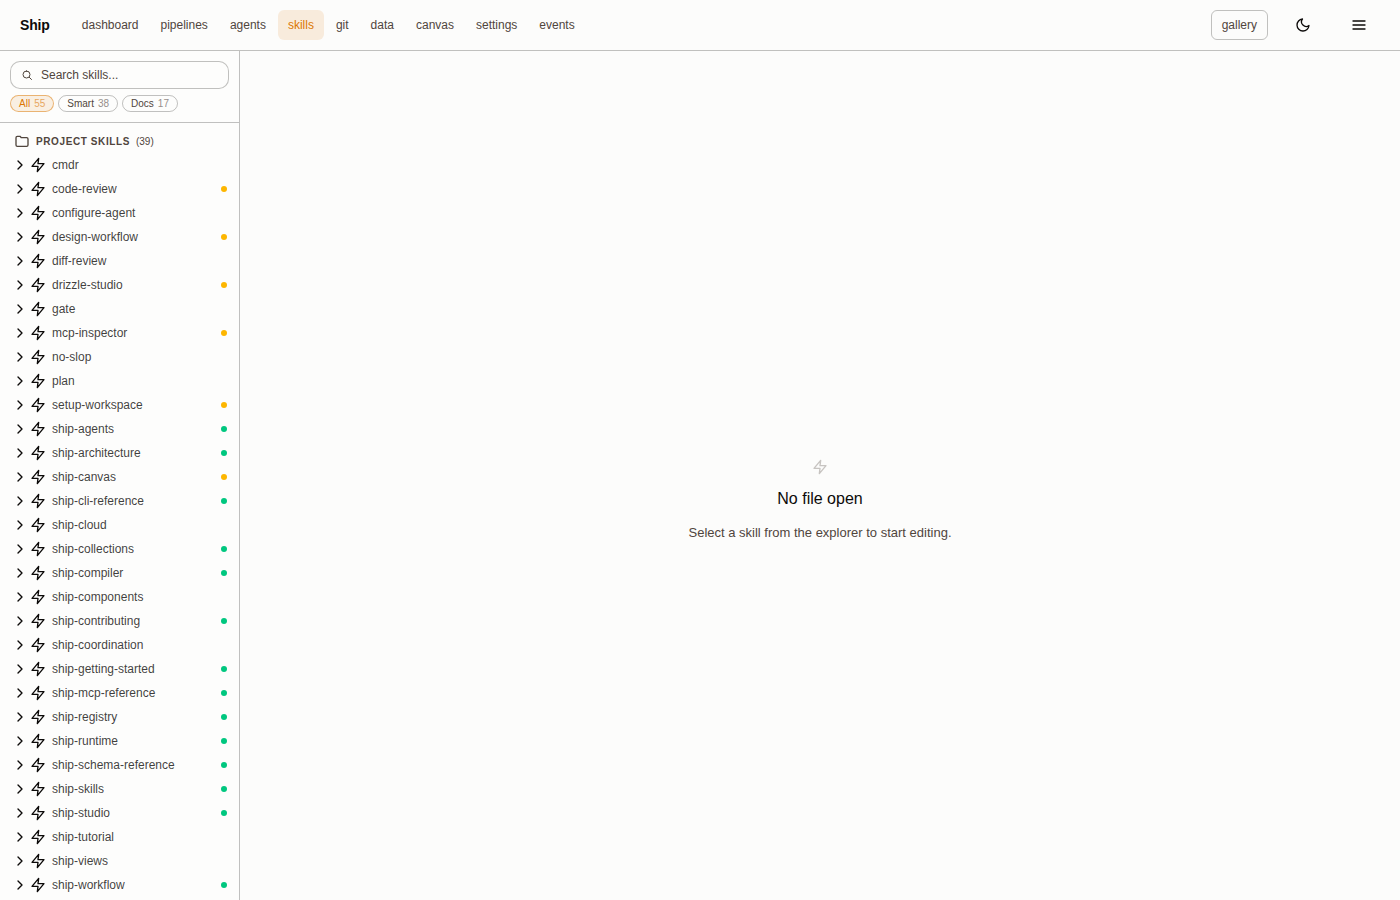 Ship dashboard pipelines agents skills git data canvas settings events gallery
Search skills...
All 55 Smart 38 Docs 17
PROJECT SKILLS (39)
cmdr
code-review
configure-agent
design-workflow
diff-review
drizzle-studio
gate
mcp-inspector
no-slop
plan
setup-workspace
ship-agents
ship-architecture
ship-canvas
ship-cli-reference
ship-cloud
ship-collections
ship-compiler
ship-components
ship-contributing
ship-coordination
ship-getting-started
ship-mcp-reference
ship-registry
ship-runtime
ship-schema-reference
ship-skills
ship-studio
ship-tutorial
ship-views
ship-workflow
No file open
Select a skill from the explorer to start editing.